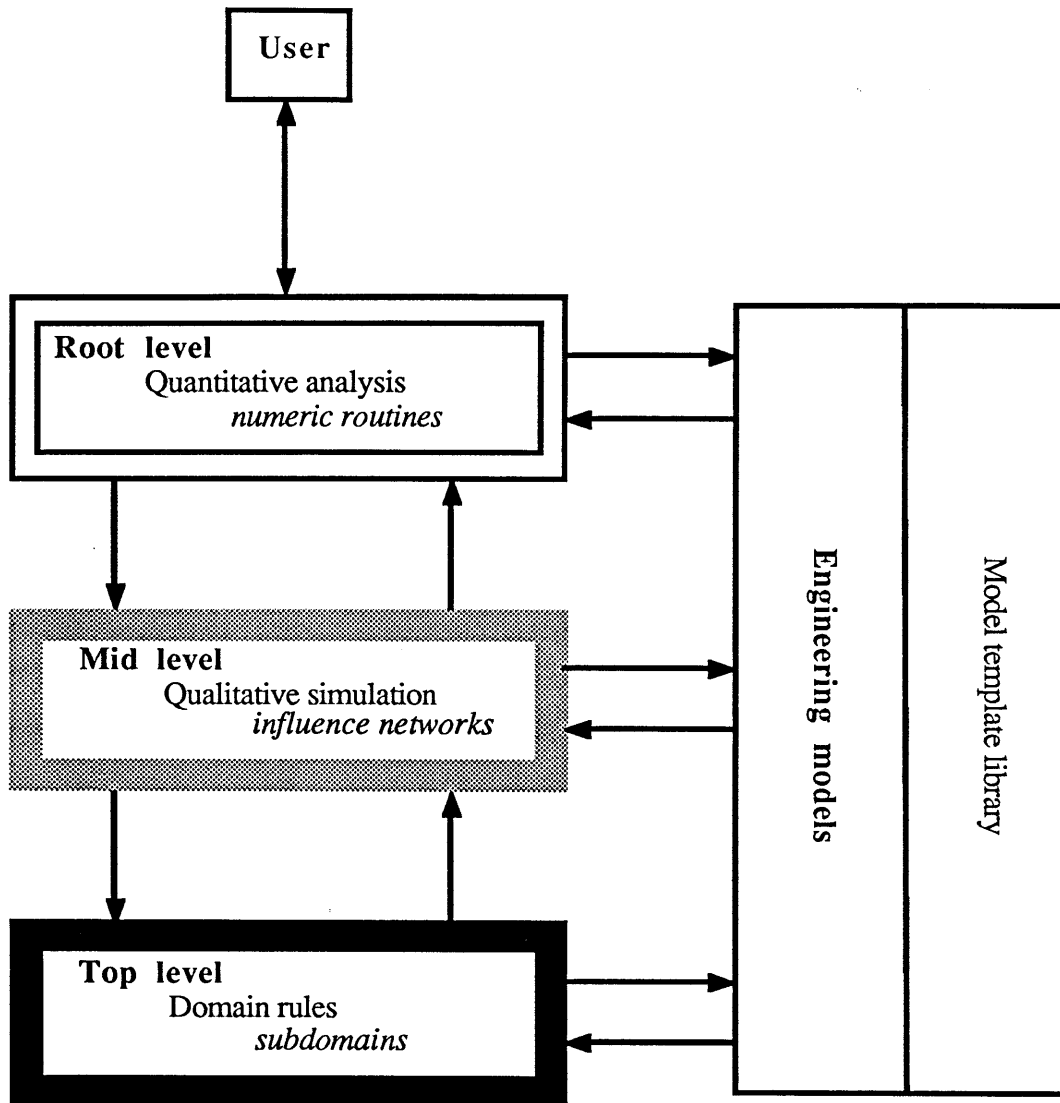 User
Root level
Quantitative analysis
numeric routines
Mid level
Qualitative simulation
influence networks
Top level
Domain rules
subdomains
Engineering models
Model template library